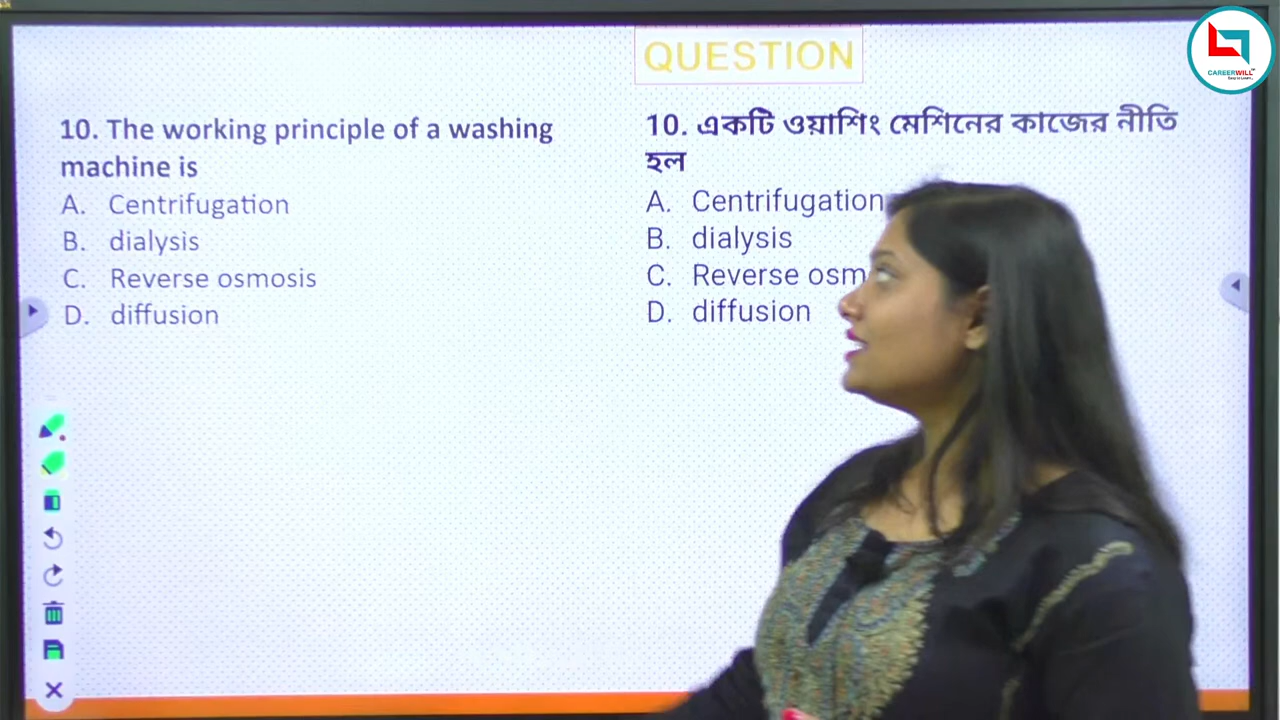 QUESTION
10. The working principle of a washing
machine is
A. Centrifugation
B. dialysis
C. Reverse osmosis
D. diffusion
10. একটি ওয়াশিং মেশিনের কাজের নীতি
হল
A. Centrifugation
B. dialysis
C. Reverse osm
D. diffusion
CAREERWILL